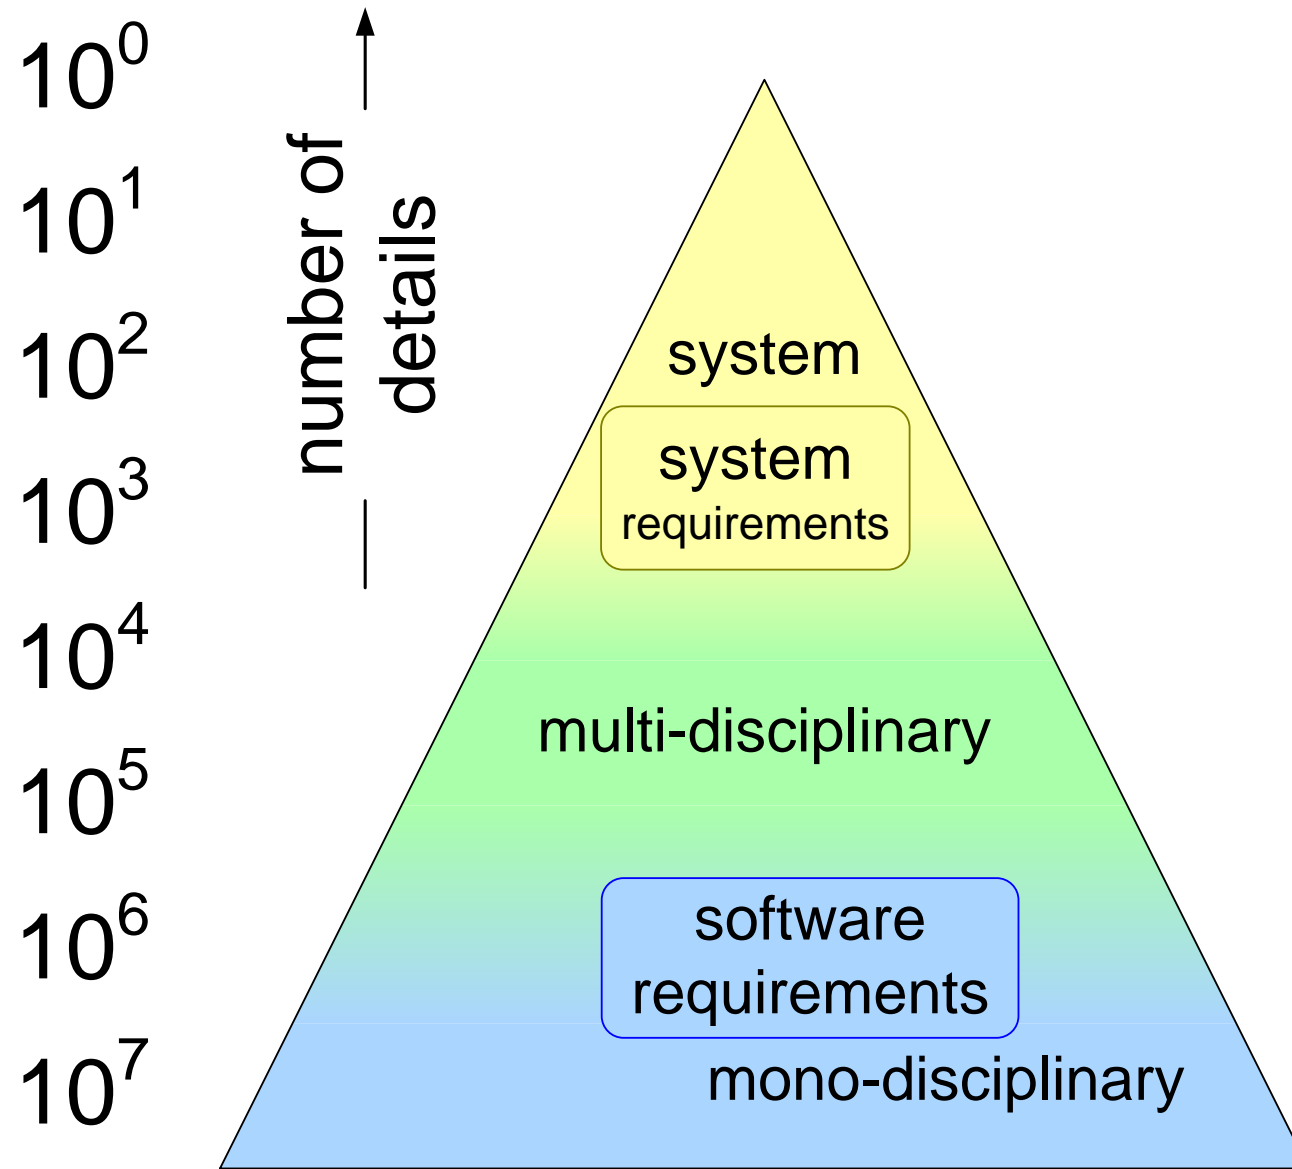 10^0
10^1
10^2
10^3
10^4
10^5
10^6
10^7
number of
details
system
system
requirements
multi-disciplinary
software
requirements
mono-disciplinary